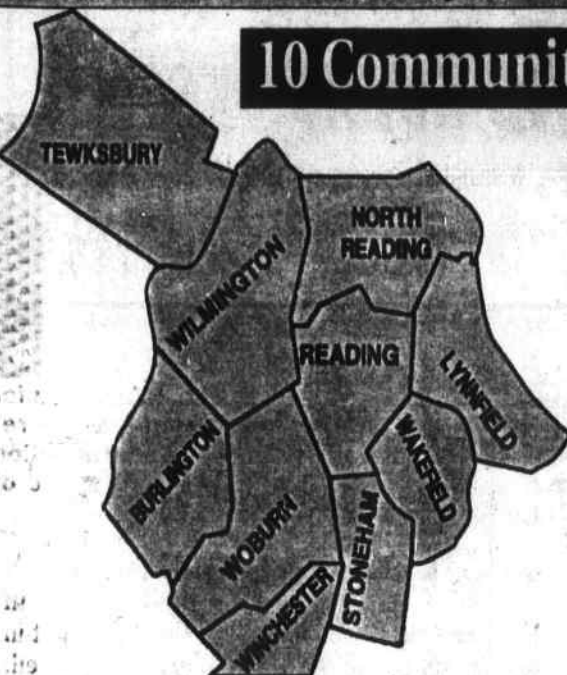 10 Communit
TEWKSBURY
NORTH
READING
WILMINGTON
READING
LYNNFIELD
BURLINGTON
WAKEFIELD
WOBURN
STONEHAM
WINCHESTER